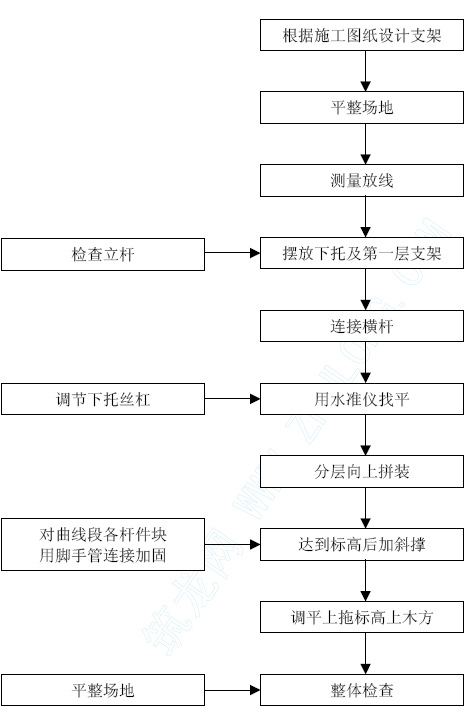 根据施工图纸设计支架
平整场地
测量放线
检查立杆
摆放下托及第一层支架
连接横杆
调节下托丝杠
用水准仪找平
分层向上拼装
对曲线段各杆件块
用脚手管连接加固
达到标高后加斜撑
调平上拖标高上木方
平整场地
整体检查